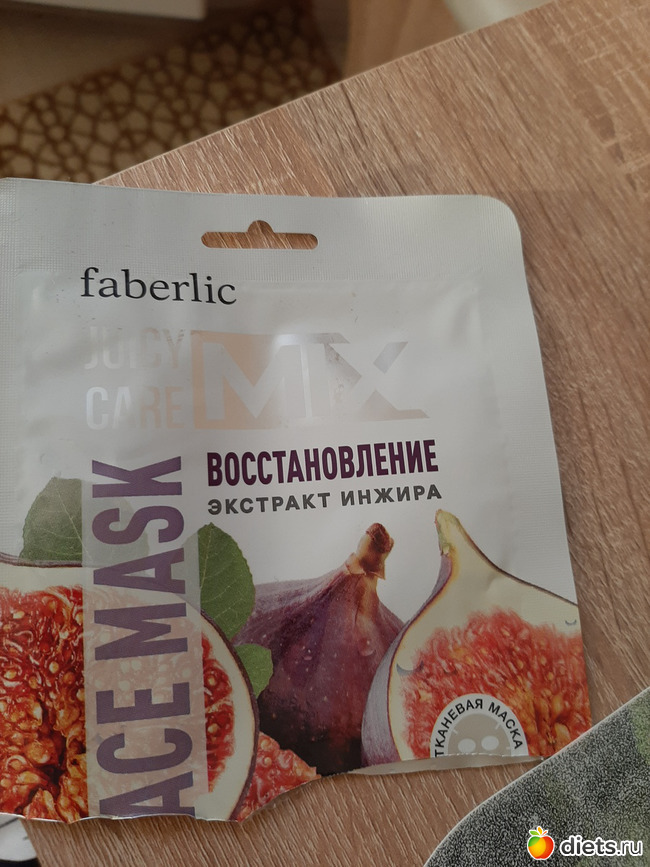 faberlic
JUICY
CARE
MIX
ВОССТАНОВЛЕНИЕ
ЭКСТРАКТ ИНЖИРА
ACE MASK
ТКАНЕВАЯ МАСКА
diets.ru